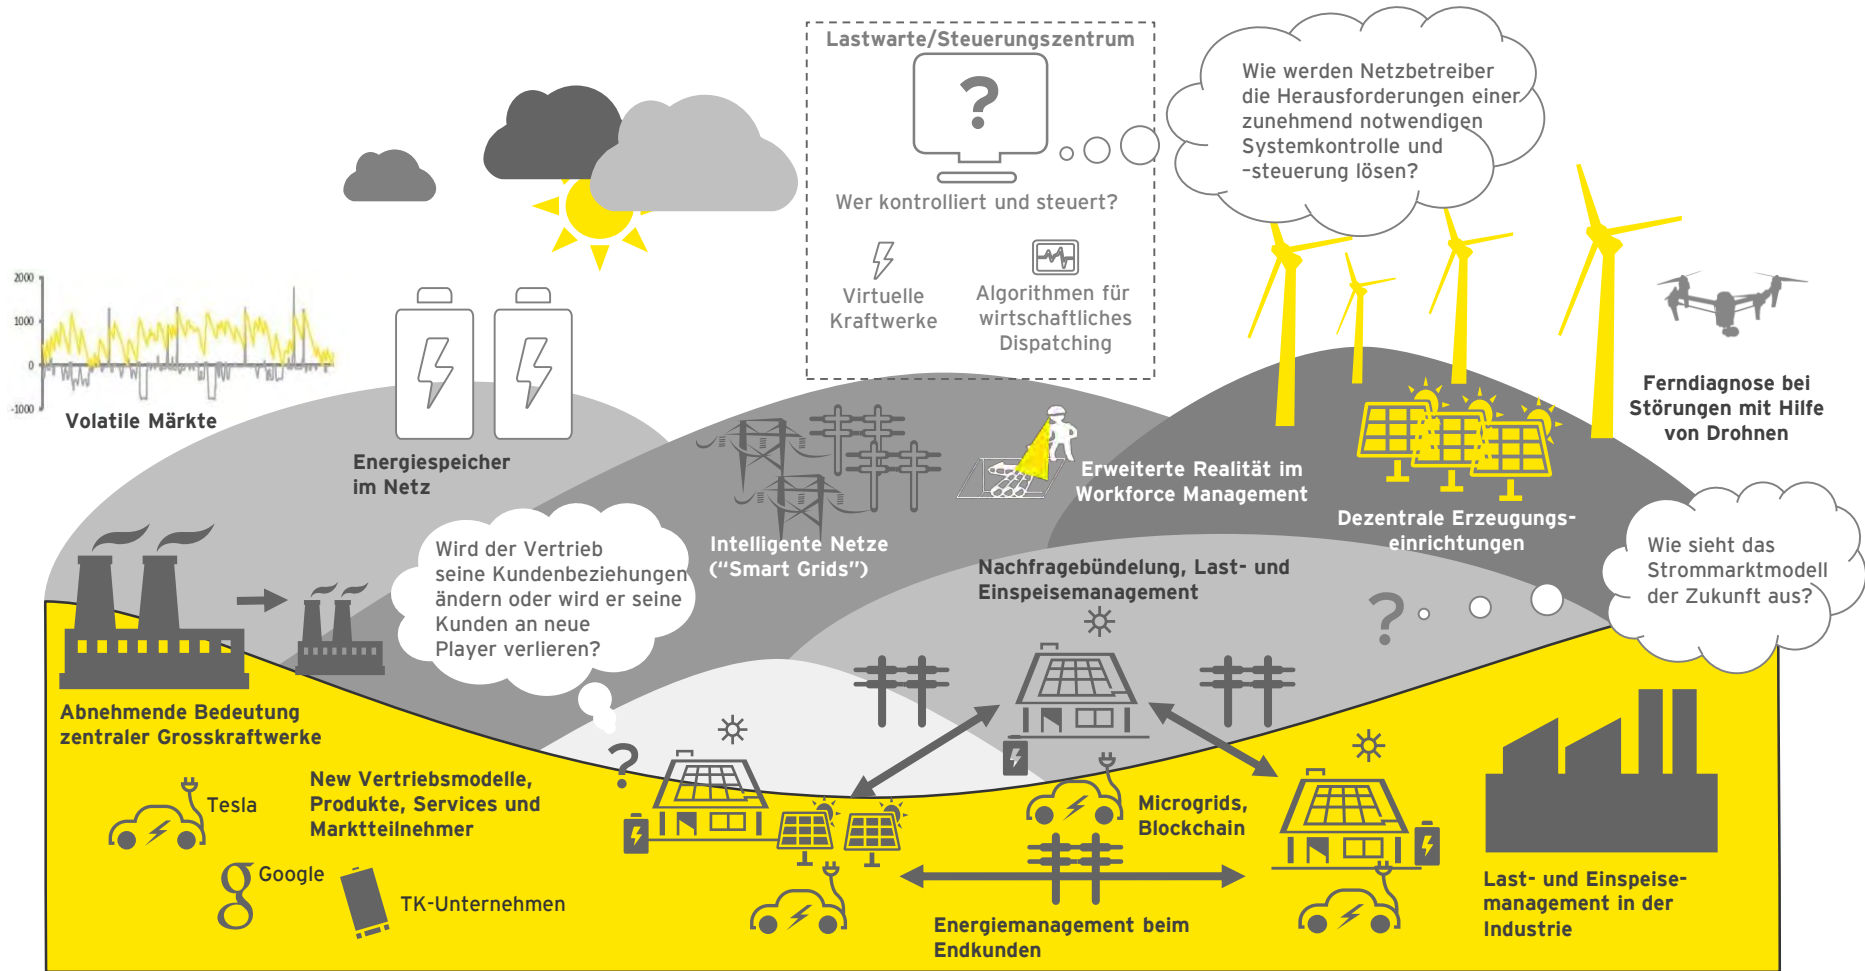 Lastwarte/Steuerungszentrum
?
Wer kontrolliert und steuert?
Virtuelle
Kraftwerke
Algorithmen für
wirtschaftliches
Dispatching
Wie werden Netzbetreiber
die Herausforderungen einer
zunehmend notwendigen
Systemkontrolle und
-steuerung lösen?
2000
1000
0
-1000
Volatile Märkte
Energiespeicher
im Netz
Ferndiagnose bei
Störungen mit Hilfe
von Drohnen
Erweiterte Realität im
Workforce Management
Dezentrale Erzeugungs-
einrichtungen
Intelligente Netze
(“Smart Grids”)
Wird der Vertrieb
seine Kundenbeziehungen
ändern oder wird er seine
Kunden an neue
Player verlieren?
?
Nachfragebündelung, Last- und
Einspeisemanagement
?
Wie sieht das
Strommarktmodell
der Zukunft aus?
Abnehmende Bedeutung
zentraler Grosskraftwerke
New Vertriebsmodelle,
Produkte, Services und
Marktteilnehmer
Tesla
g
Google
TK-Unternehmen
Microgrids,
Blockchain
Energiemanagement beim
Endkunden
Last- und Einspeise-
management in der
Industrie